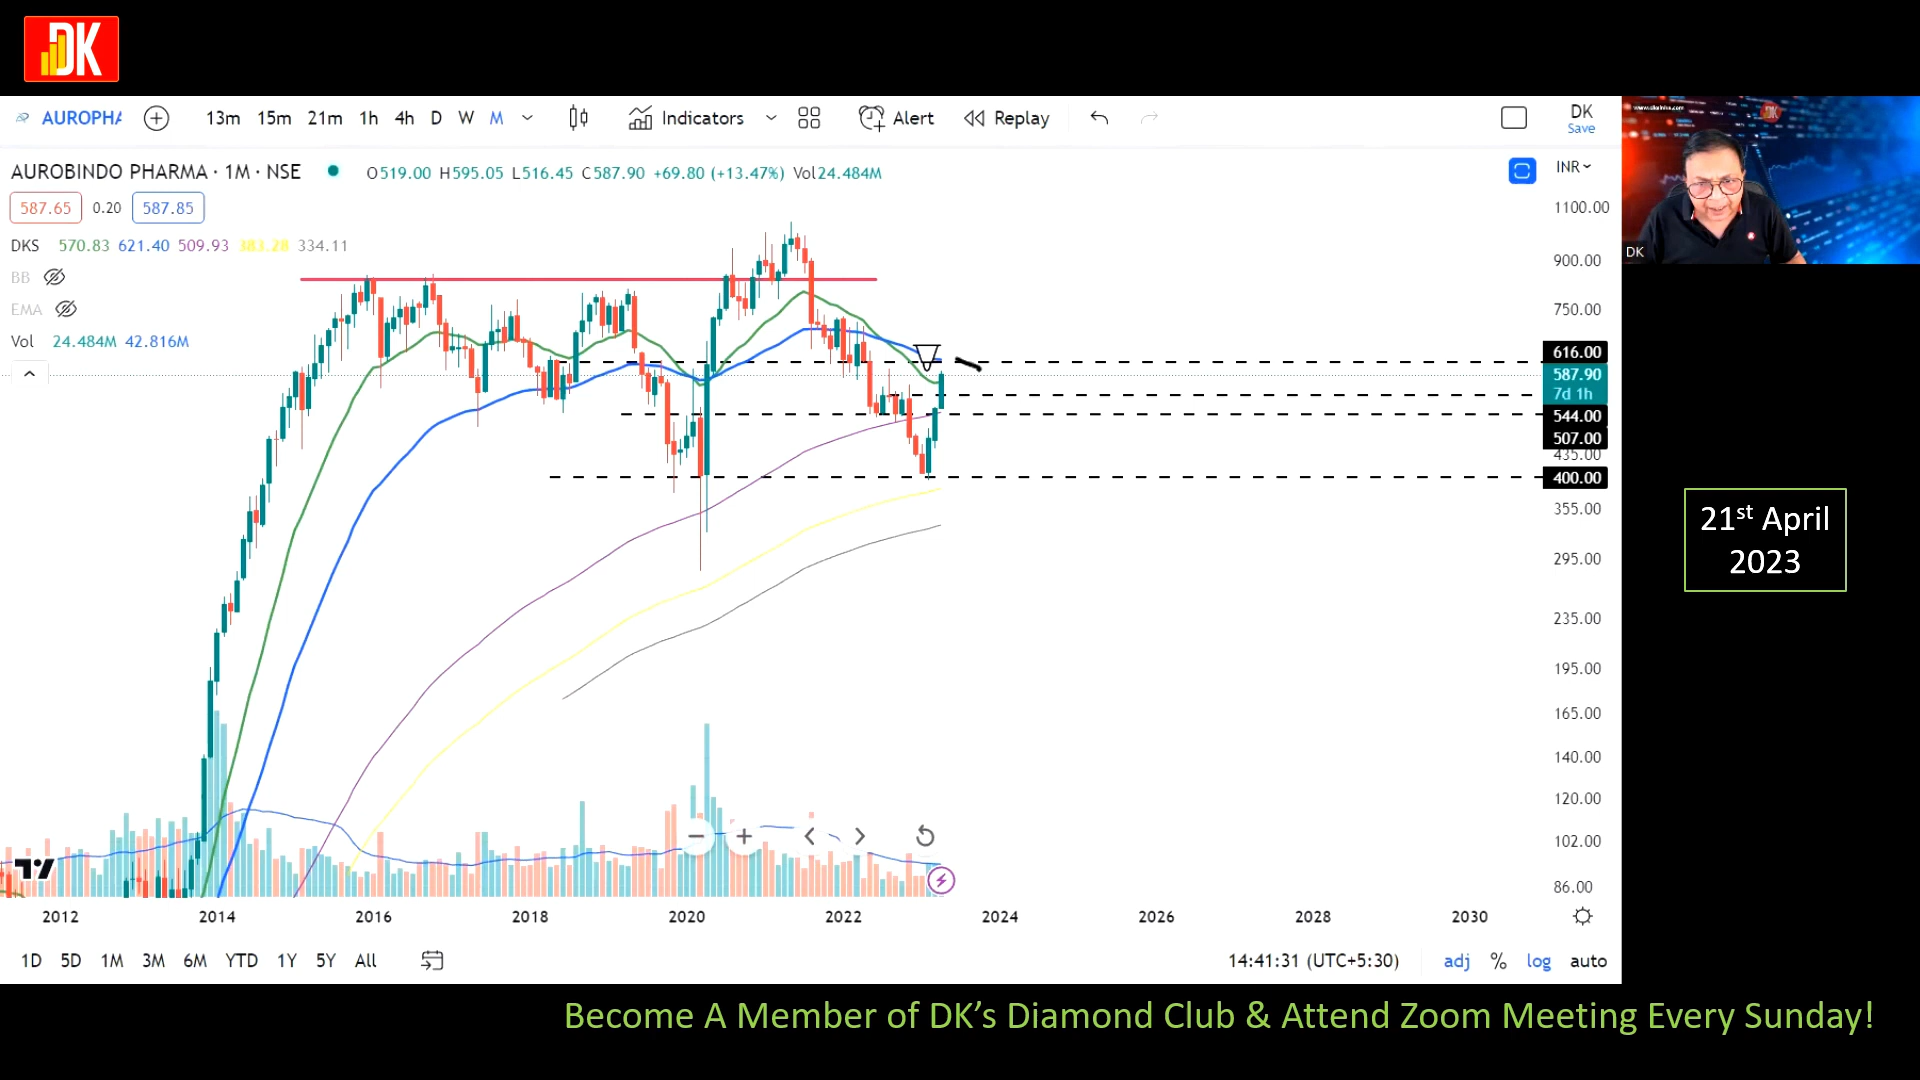 DK
AUROPHA
13m 15m 21m 1h 4h D W M
Indicators
Alert
Replay
DK
Save
www.dksinha.com
DK
DK
AUROBINDO PHARMA · 1M · NSE
O519.00 H595.05 L516.45 C587.90 +69.80 (+13.47%) Vol24.484M
INR
587.65 0.20 587.85
DKS 570.83 621.40 509.93 383.28 334.11
BB
EMA
Vol 24.484M 42.816M
1100.00
900.00
750.00
616.00
587.90
7d 1h
544.00
507.00
435.00
400.00
355.00
295.00
235.00
195.00
165.00
140.00
120.00
102.00
86.00
21st April
2023
2012 2014 2016 2018 2020 2022 2024 2026 2028 2030
1D 5D 1M 3M 6M YTD 1Y 5Y All
14:41:31 (UTC+5:30) adj % log auto
Become A Member of DK’s Diamond Club & Attend Zoom Meeting Every Sunday!